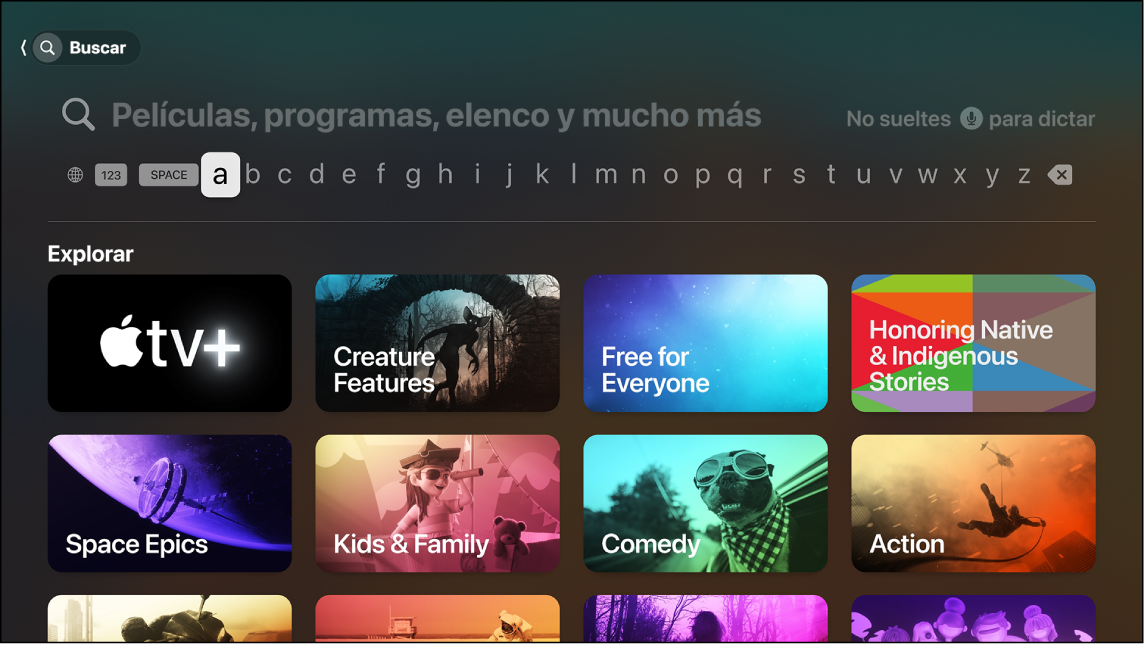 Buscar
Películas, programas, elenco y mucho más
No sueltes para dictar
123 SPACE a b c d e f g h i j k l m n o p q r s t u v w x y z
Explorar
tv+
Creature
Features
Free for
Everyone
Honoring Native
& Indigenous
Stories
Space Epics
Kids & Family
Comedy
Action